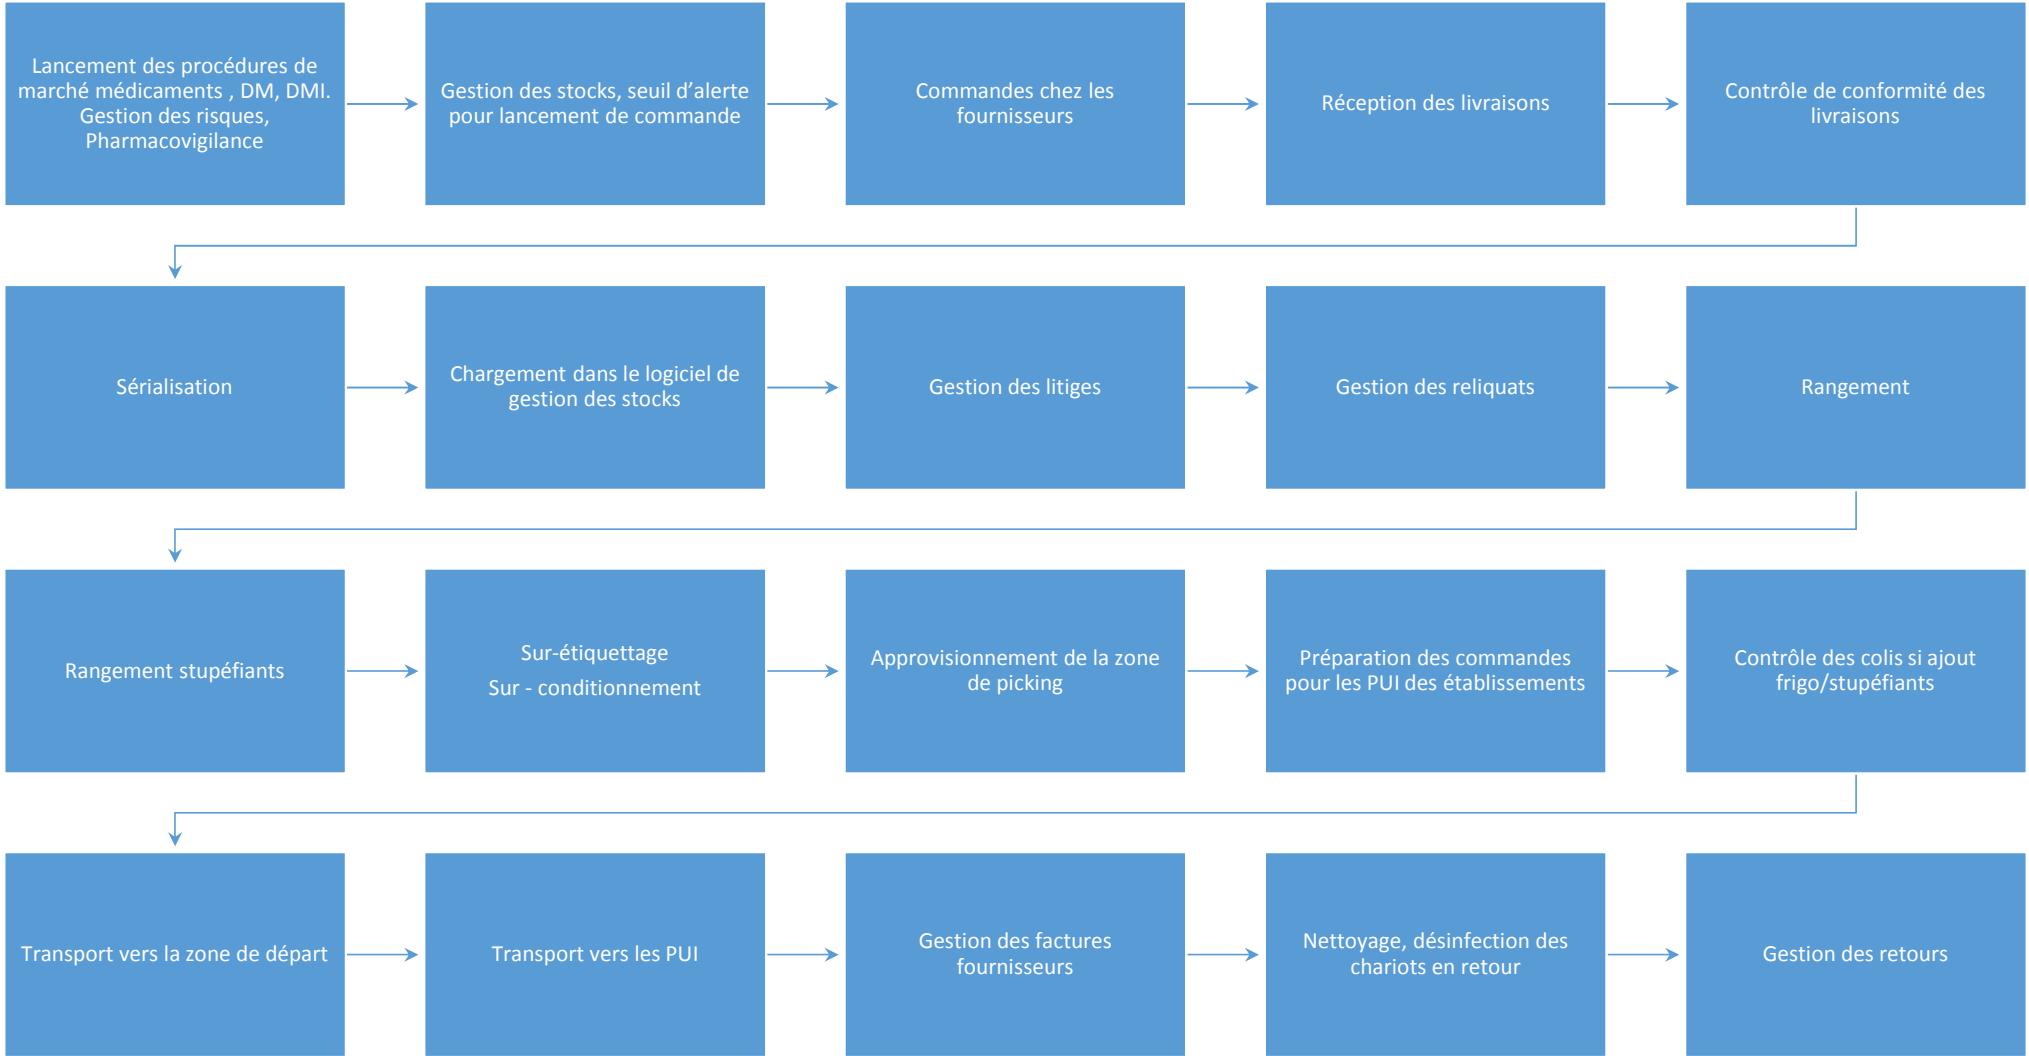 Lancement des procédures de
marché médicaments , DM, DMI.
Gestion des risques,
Pharmacovigilance
Gestion des stocks, seuil d’alerte
pour lancement de commande
Commandes chez les
fournisseurs
Réception des livraisons
Contrôle de conformité des
livraisons
Sérialisation
Chargement dans le logiciel de
gestion des stocks
Gestion des litiges
Gestion des reliquats
Rangement
Rangement stupéfiants
Sur-étiquettage
Sur - conditionnement
Approvisionnement de la zone
de picking
Préparation des commandes
pour les PUI des établissements
Contrôle des colis si ajout
frigo/stupéfiants
Transport vers la zone de départ
Transport vers les PUI
Gestion des factures
fournisseurs
Nettoyage, désinfection des
chariots en retour
Gestion des retours